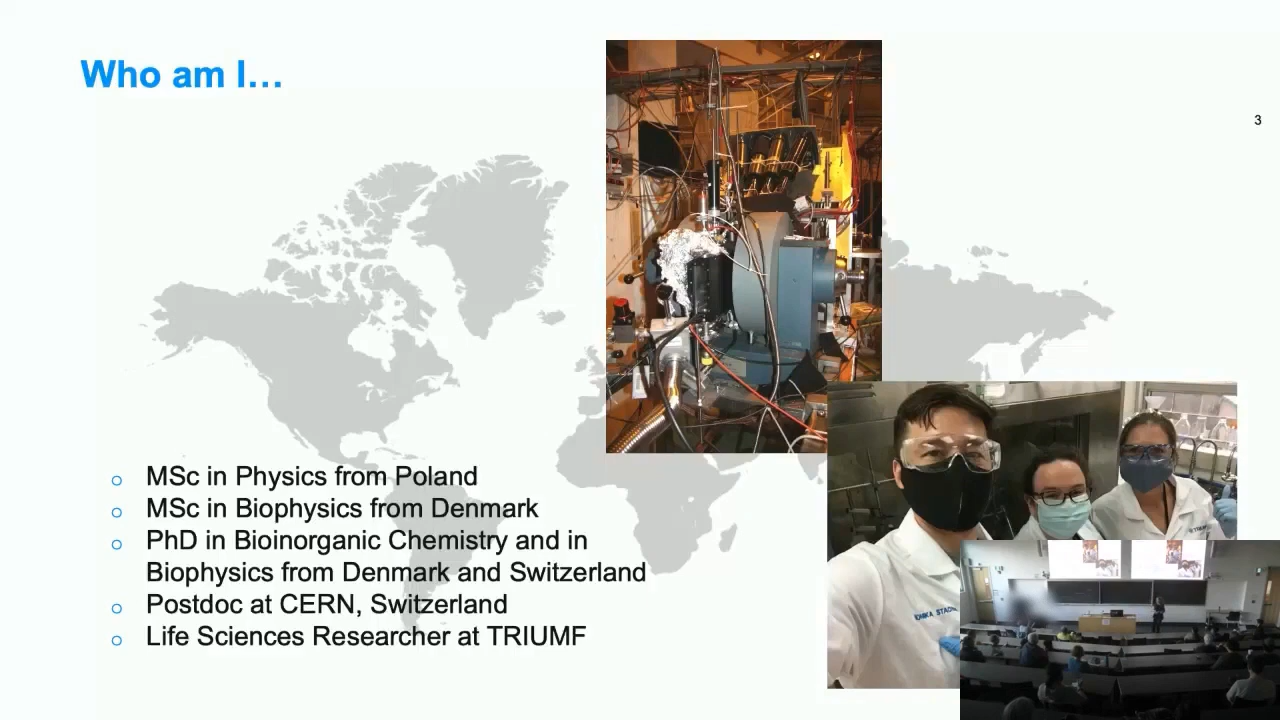 Who am I…
3
MSc in Physics from Poland
MSc in Biophysics from Denmark
PhD in Bioinorganic Chemistry and in
Biophysics from Denmark and Switzerland
Postdoc at CERN, Switzerland
Life Sciences Researcher at TRIUMF